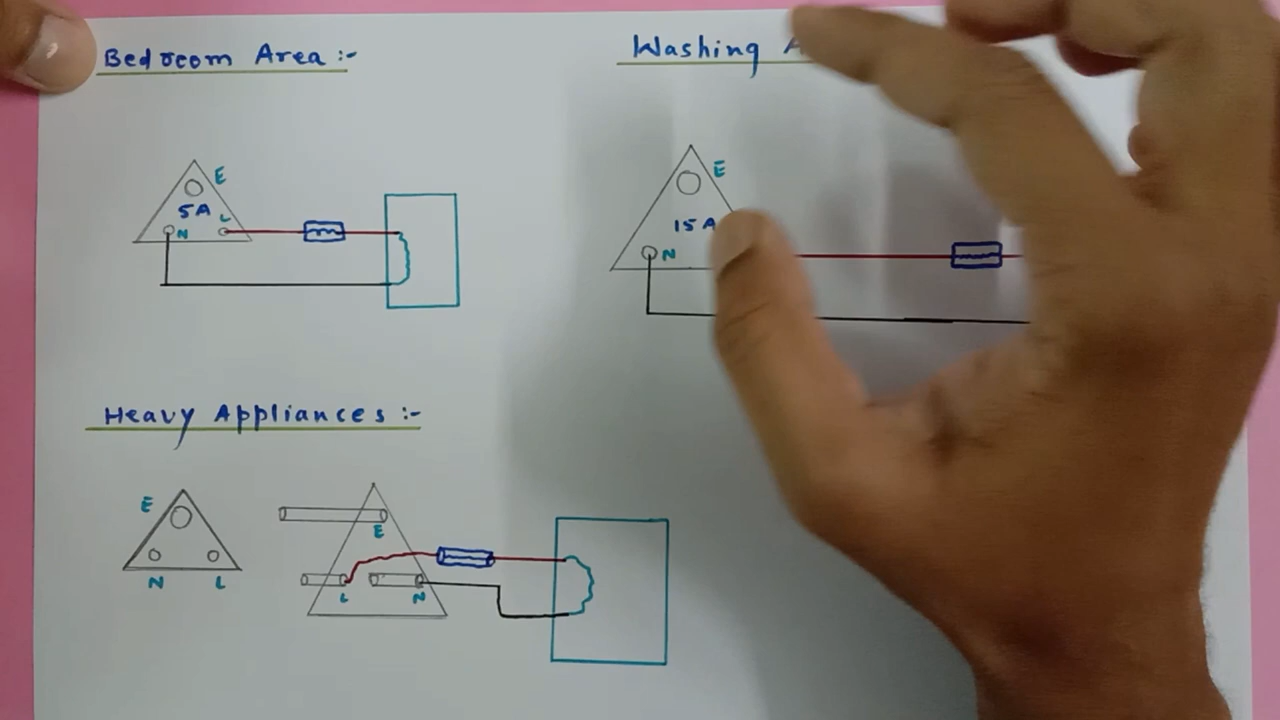 Bedroom Area :-
E
5A
L
N
Washing
E
15A
N
Heavy Appliances :-
E
N L
E
L N